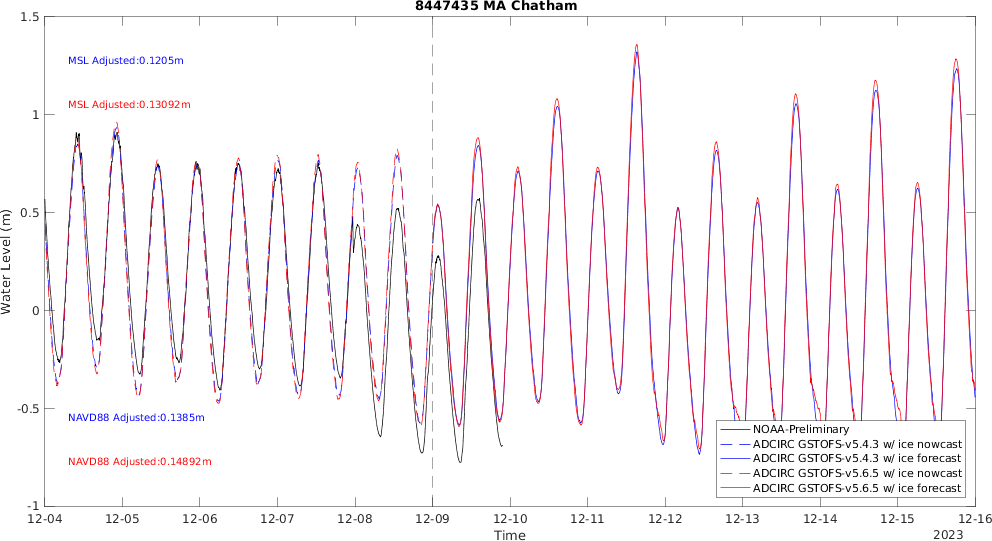 8447435 MA Chatham
1.5
MSL Adjusted:0.1205m
MSL Adjusted:0.13092m
1
0.5
Water Level (m)
0
-0.5
NAVD88 Adjusted:0.1385m
NAVD88 Adjusted:0.14892m
NOAA-Preliminary
ADCIRC GSTOFS-v5.4.3 w/ ice nowcast
ADCIRC GSTOFS-v5.4.3 w/ ice forecast
ADCIRC GSTOFS-v5.6.5 w/ ice nowcast
ADCIRC GSTOFS-v5.6.5 w/ ice forecast
-1
12-04 12-05 12-06 12-07 12-08 12-09 12-10 12-11 12-12 12-13 12-14 12-15 12-16
Time
2023